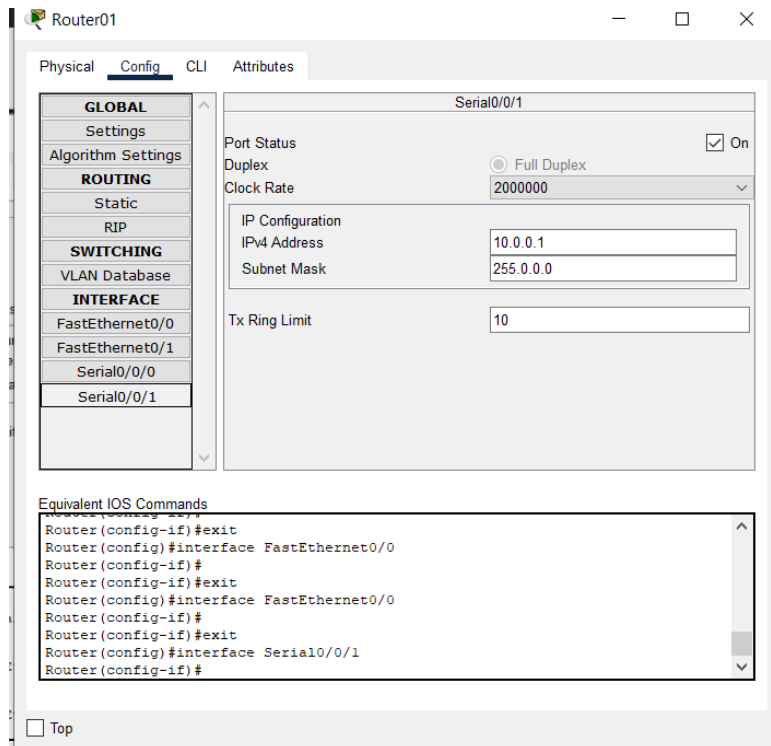 Router01
Physical Config CLI Attributes
GLOBAL
Settings
Algorithm Settings
ROUTING
Static
RIP
SWITCHING
VLAN Database
INTERFACE
FastEthernet0/0
FastEthernet0/1
Serial0/0/0
Serial0/0/1
Serial0/0/1
Port Status On
Duplex Full Duplex
Clock Rate 2000000
IP Configuration
IPv4 Address 10.0.0.1
Subnet Mask 255.0.0.0
Tx Ring Limit 10
Equivalent IOS Commands
Router(config-if)#
Router(config-if)#exit
Router(config)#interface FastEthernet0/0
Router(config-if)#
Router(config-if)#exit
Router(config)#interface FastEthernet0/0
Router(config-if)#
Router(config-if)#exit
Router(config)#interface Serial0/0/1
Router(config-if)#
Top